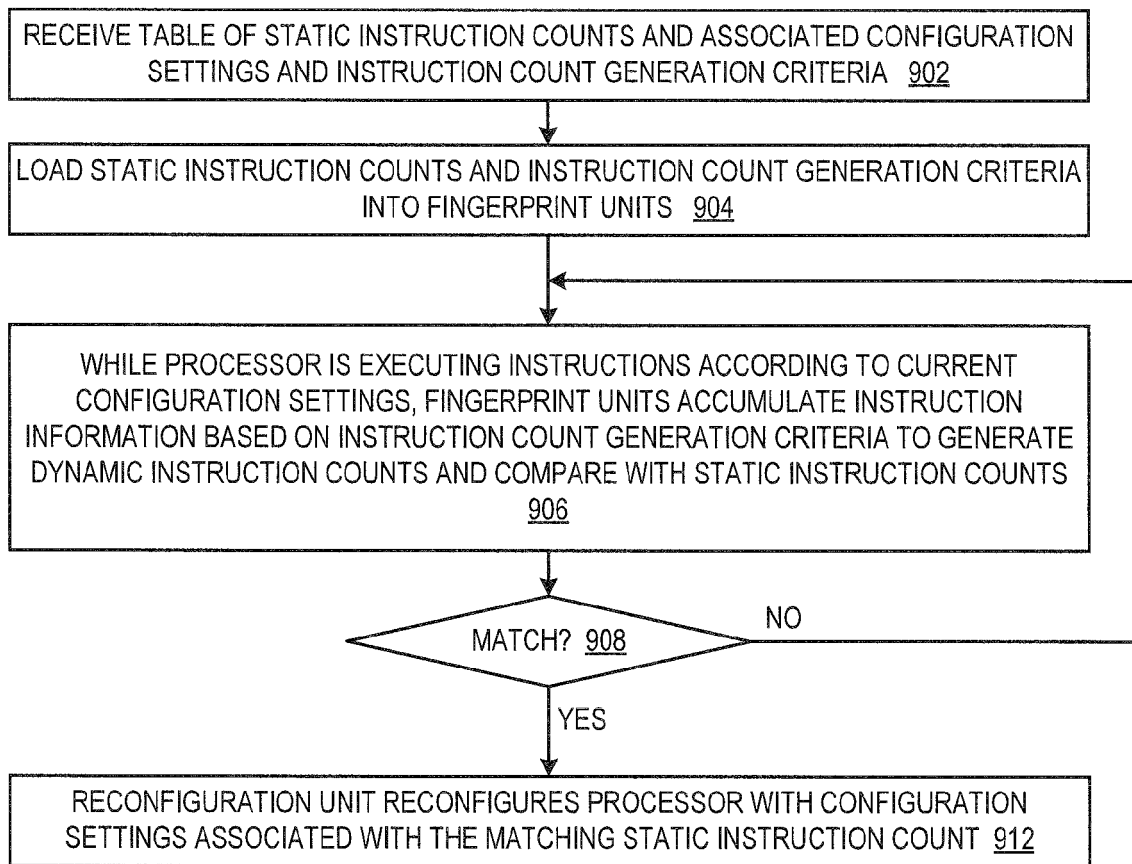 RECEIVE TABLE OF STATIC INSTRUCTION COUNTS AND ASSOCIATED CONFIGURATION
SETTINGS AND INSTRUCTION COUNT GENERATION CRITERIA 902
LOAD STATIC INSTRUCTION COUNTS AND INSTRUCTION COUNT GENERATION CRITERIA
INTO FINGERPRINT UNITS 904
WHILE PROCESSOR IS EXECUTING INSTRUCTIONS ACCORDING TO CURRENT
CONFIGURATION SETTINGS, FINGERPRINT UNITS ACCUMULATE INSTRUCTION
INFORMATION BASED ON INSTRUCTION COUNT GENERATION CRITERIA TO GENERATE
DYNAMIC INSTRUCTION COUNTS AND COMPARE WITH STATIC INSTRUCTION COUNTS
906
MATCH? 908
NO
YES
RECONFIGURATION UNIT RECONFIGURES PROCESSOR WITH CONFIGURATION
SETTINGS ASSOCIATED WITH THE MATCHING STATIC INSTRUCTION COUNT 912